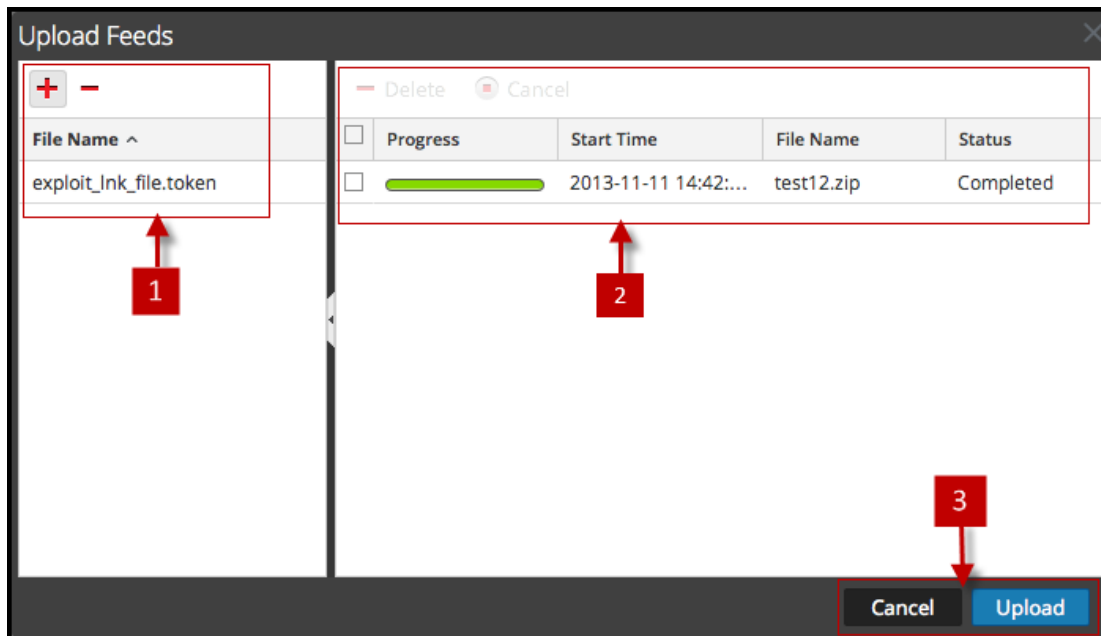 Upload Feeds
Delete Cancel
File Name
Progress Start Time File Name Status
exploit_lnk_file.token
2013-11-11 14:42:... test12.zip Completed
1
2
3
Cancel Upload